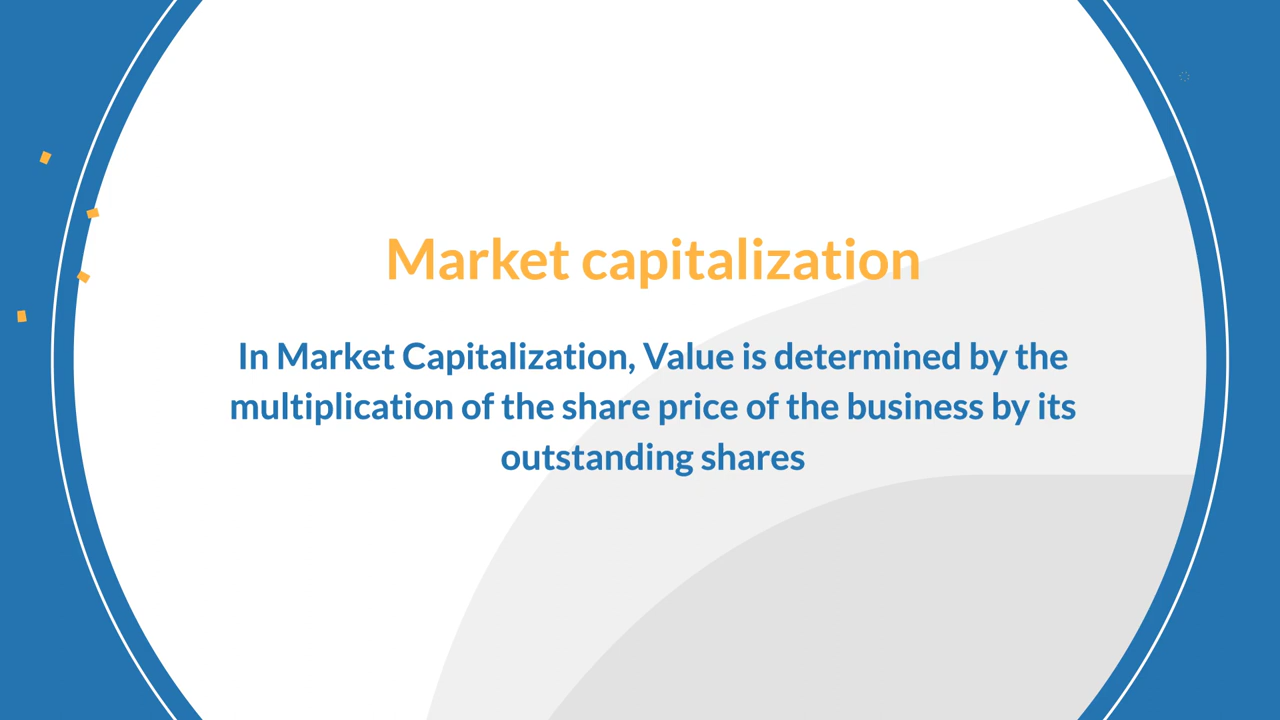 Market capitalization
In Market Capitalization, Value is determined by the
multiplication of the share price of the business by its
outstanding shares